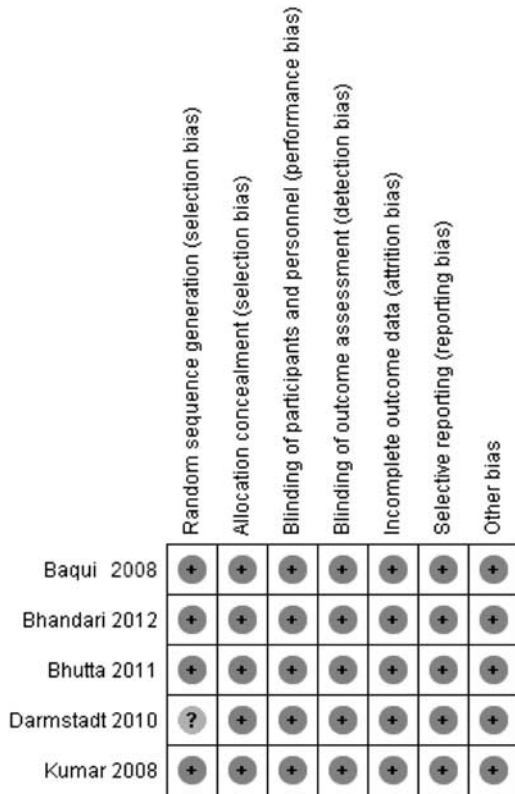 Random sequence generation (selection bias)
Allocation concealment (selection bias)
Blinding of participants and personnel (performance bias)
Blinding of outcome assessment (detection bias)
Incomplete outcome data (attrition bias)
Selective reporting (reporting bias)
Other bias
Baqui 2008 + + + + + + +
Bhandari 2012 + + + + + + +
Bhutta 2011 + + + + + + +
Darmstadt 2010 ? + + + + + +
Kumar 2008 + + + + + + +